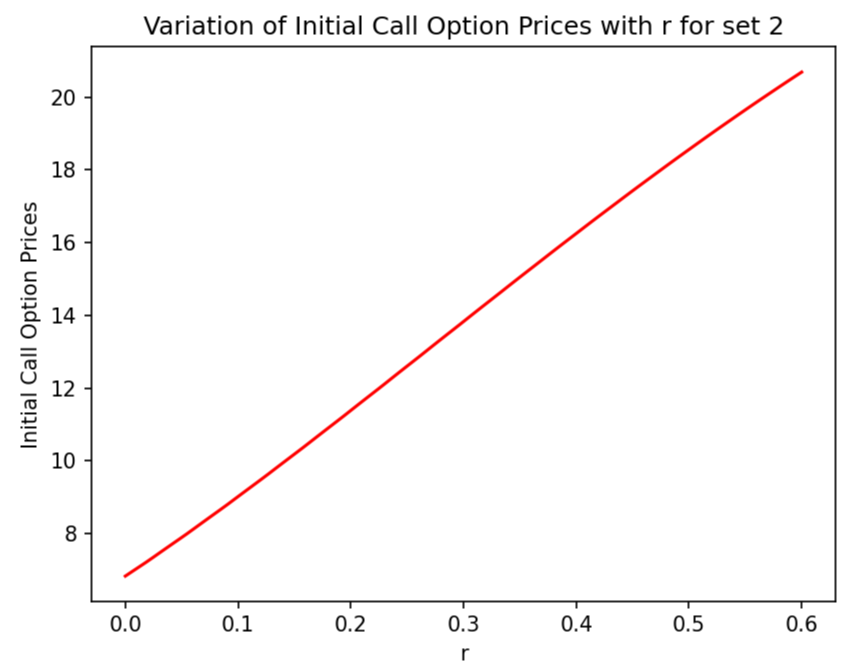 Variation of Initial Call Option Prices with r for set 2
Initial Call Option Prices
20
18
16
14
12
10
8
0.0 0.1 0.2 0.3 0.4 0.5 0.6
r